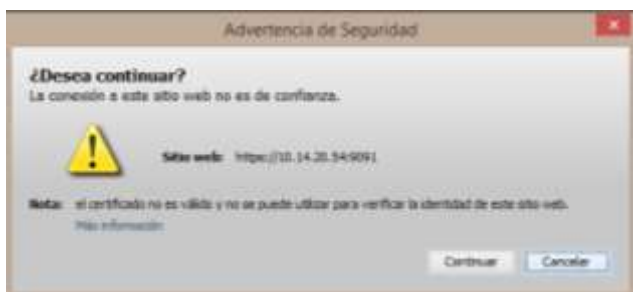 Advertencia de Seguridad
¿Desea continuar?
La conexión a este sitio web no es de confianza.
Sitio web: https://10.14.20.54:9091
Nota: el certificado no es válido y no se puede utilizar para verificar la identidad de este sitio web.
Más información
Continuar Cancelar